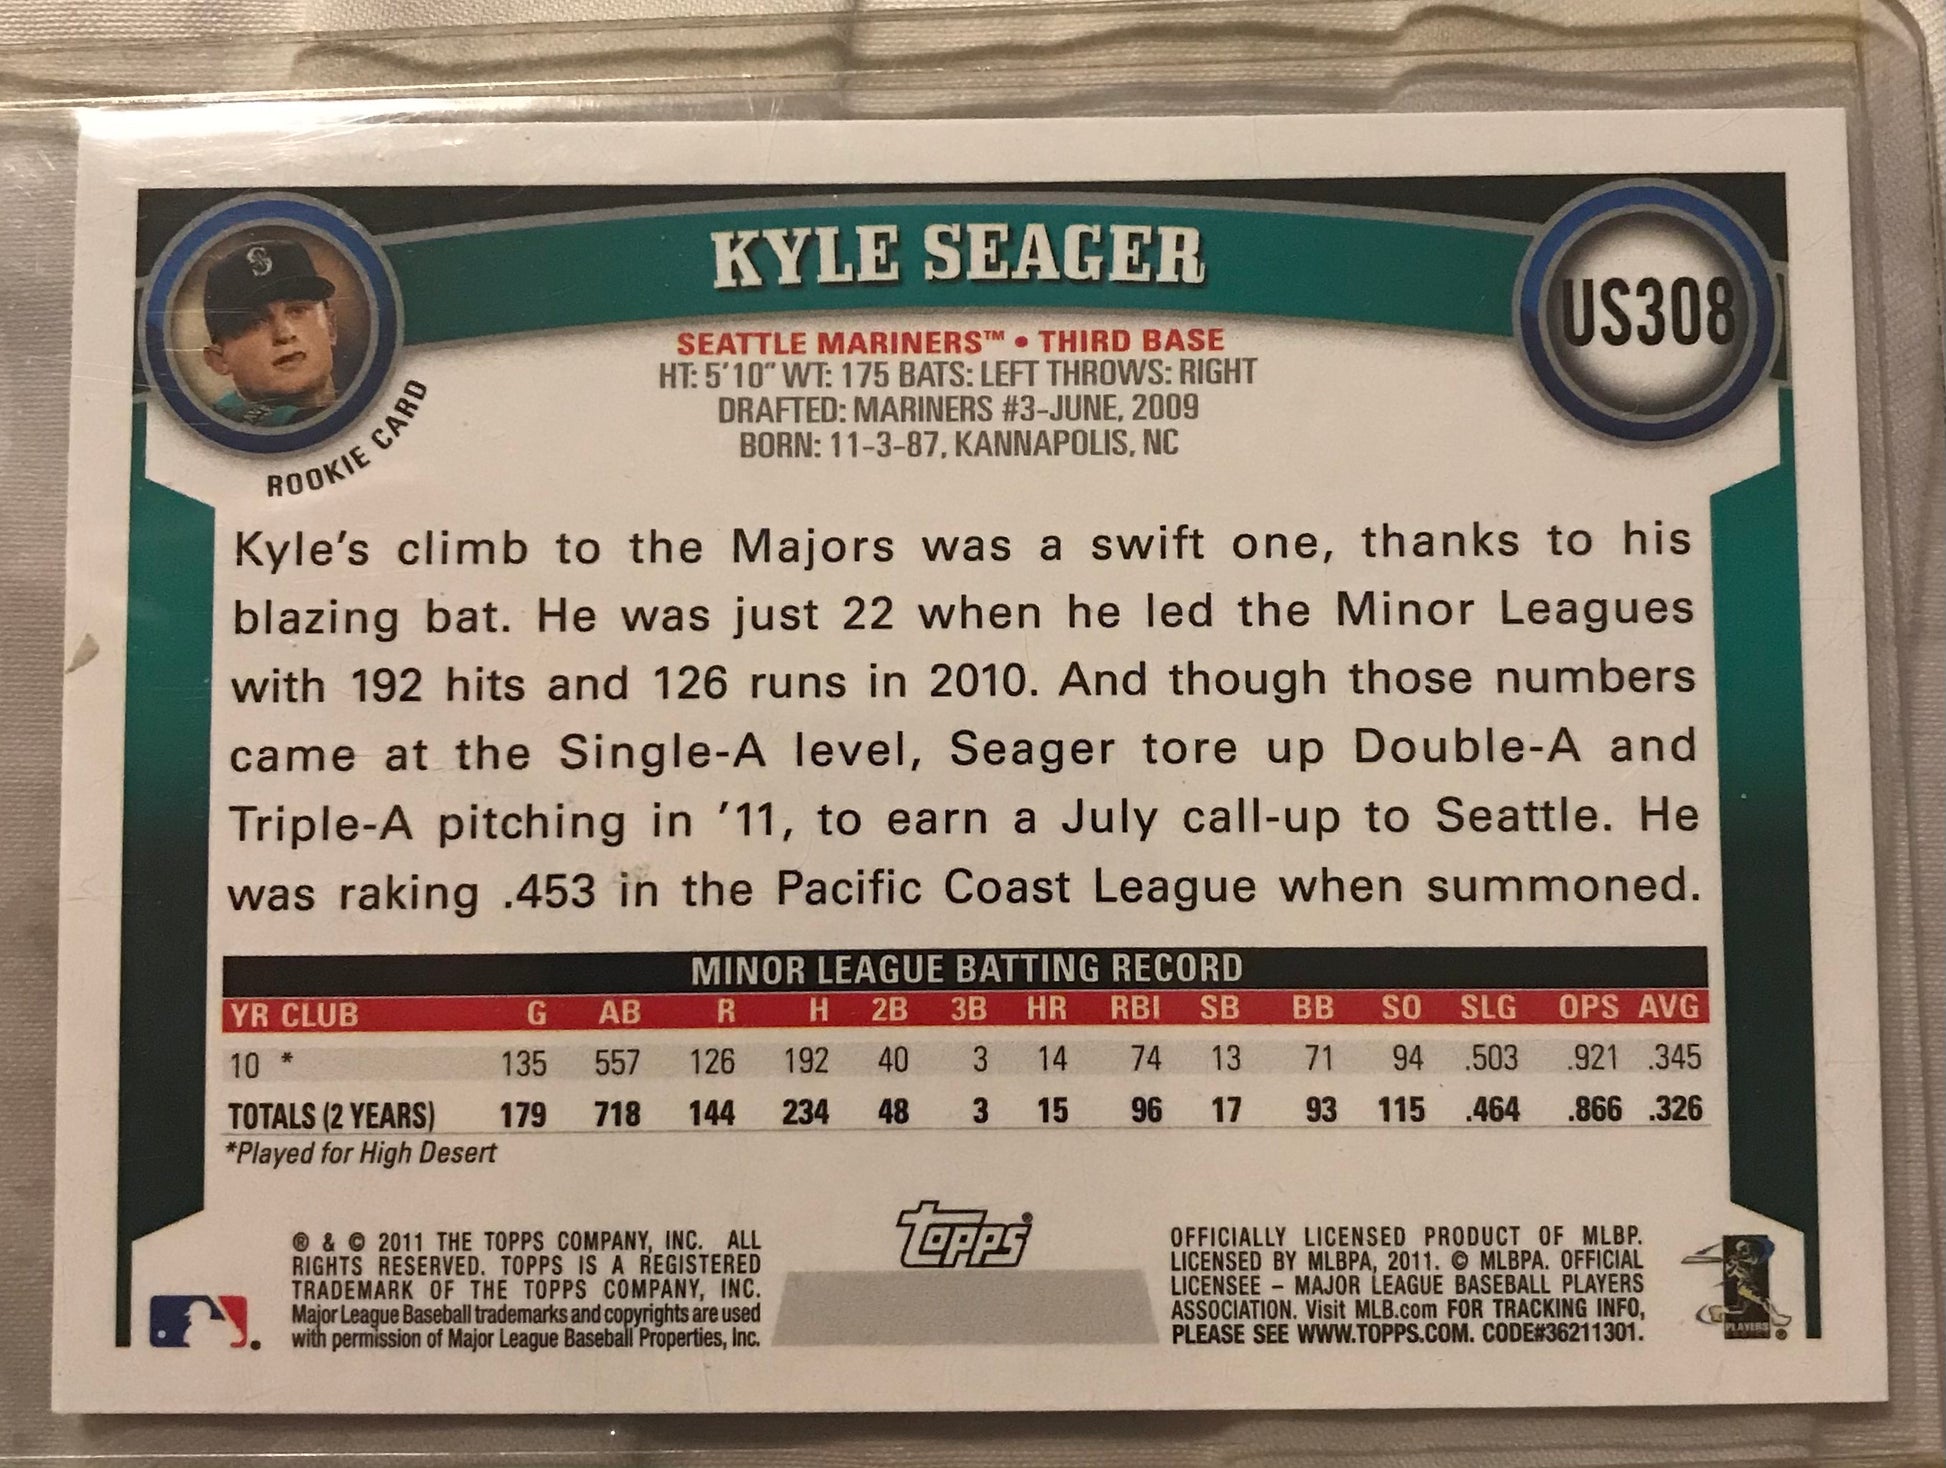 KYLE SEAGER
US308
SEATTLE MARINERS™ • THIRD BASE
HT: 5'10" WT: 175 BATS: LEFT THROWS: RIGHT
DRAFTED: MARINERS #3-JUNE, 2009
BORN: 11-3-87, KANNAPOLIS, NC
ROOKIE CARD
Kyle's climb to the Majors was a swift one, thanks to his
blazing bat. He was just 22 when he led the Minor Leagues
with 192 hits and 126 runs in 2010. And though those numbers
came at the Single-A level, Seager tore up Double-A and
Triple-A pitching in '11, to earn a July call-up to Seattle. He
was raking .453 in the Pacific Coast League when summoned.
MINOR LEAGUE BATTING RECORD
YR CLUB G AB R H 2B 3B HR RBI SB BB SO SLG OPS AVG
10 * 135 557 126 192 40 3 14 74 13 71 94 .503 .921 .345
TOTALS (2 YEARS) 179 718 144 234 48 3 15 96 17 93 115 .464 .866 .326
*Played for High Desert
® & © 2011 THE TOPPS COMPANY, INC. ALL
RIGHTS RESERVED. TOPPS IS A REGISTERED
TRADEMARK OF THE TOPPS COMPANY, INC.
Major League Baseball trademarks and copyrights are used
with permission of Major League Baseball Properties, Inc.
Topps®
OFFICIALLY LICENSED PRODUCT OF MLBP.
LICENSED BY MLBPA, 2011. © MLBPA. OFFICIAL
LICENSEE – MAJOR LEAGUE BASEBALL PLAYERS
ASSOCIATION. Visit MLB.com FOR TRACKING INFO,
PLEASE SEE WWW.TOPPS.COM. CODE#36211301.
PLAYERS